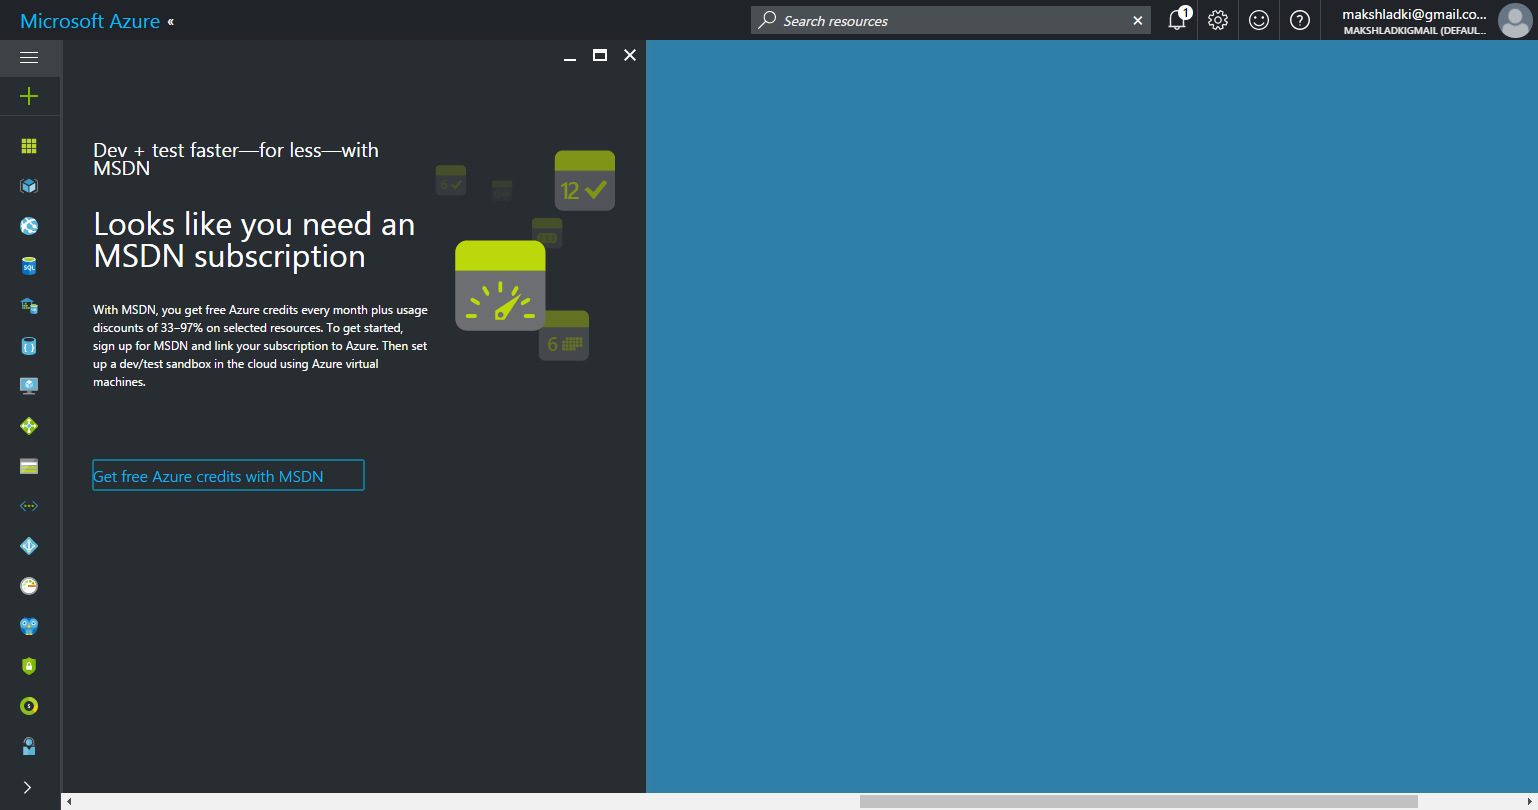 Microsoft Azure «
Search resources
1
makshladki@gmail.co...
MAKSHLADKIGMAIL (DEFAUL...
Dev + test faster—for less—with
MSDN
Looks like you need an
MSDN subscription
With MSDN, you get free Azure credits every month plus usage
discounts of 33–97% on selected resources. To get started,
sign up for MSDN and link your subscription to Azure. Then set
up a dev/test sandbox in the cloud using Azure virtual
machines.
Get free Azure credits with MSDN
6
12
6
SQL